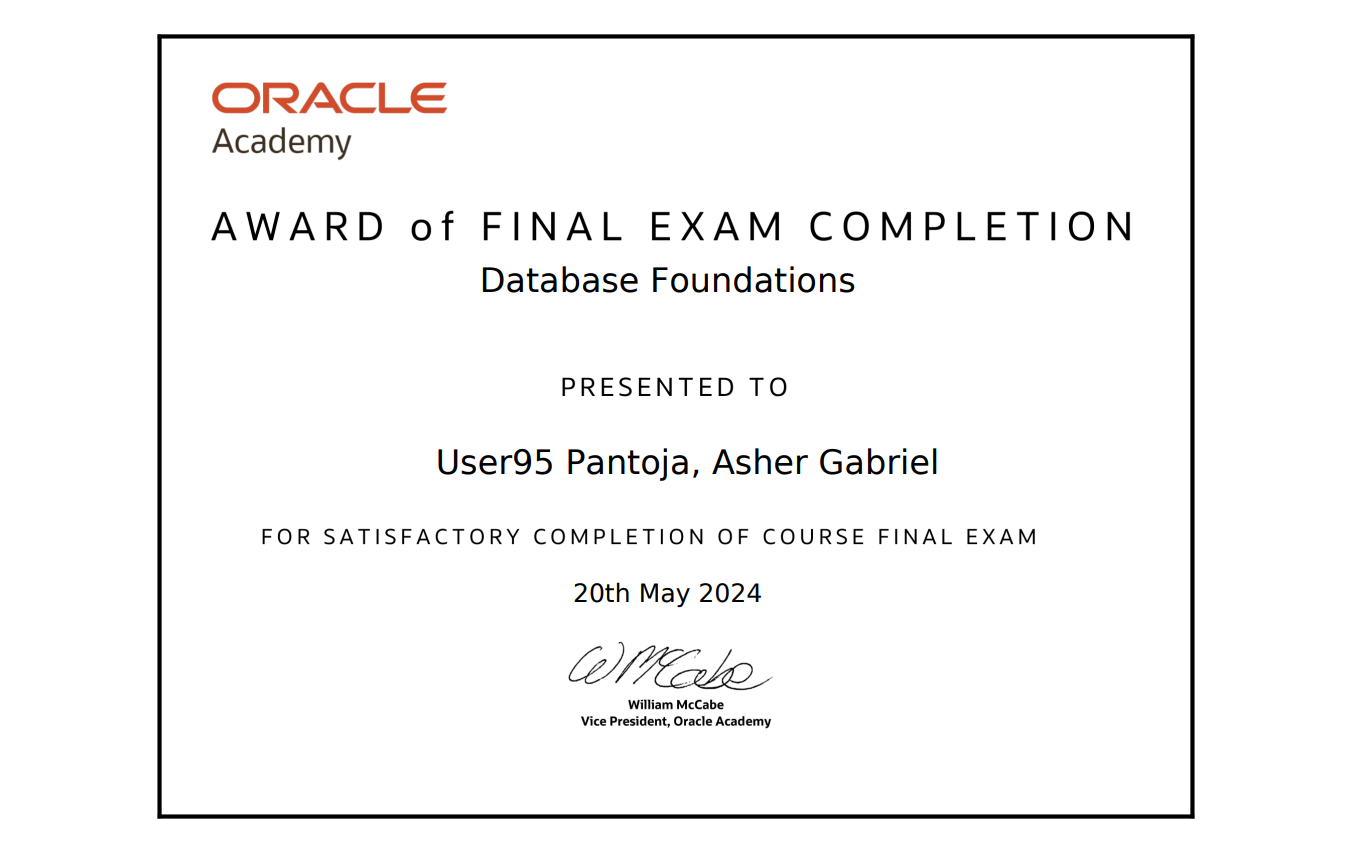 ORACLE
Academy
AWARD of FINAL EXAM COMPLETION
Database Foundations
PRESENTED TO
User95 Pantoja, Asher Gabriel
FOR SATISFACTORY COMPLETION OF COURSE FINAL EXAM
20th May 2024
W McCabe
William McCabe
Vice President, Oracle Academy